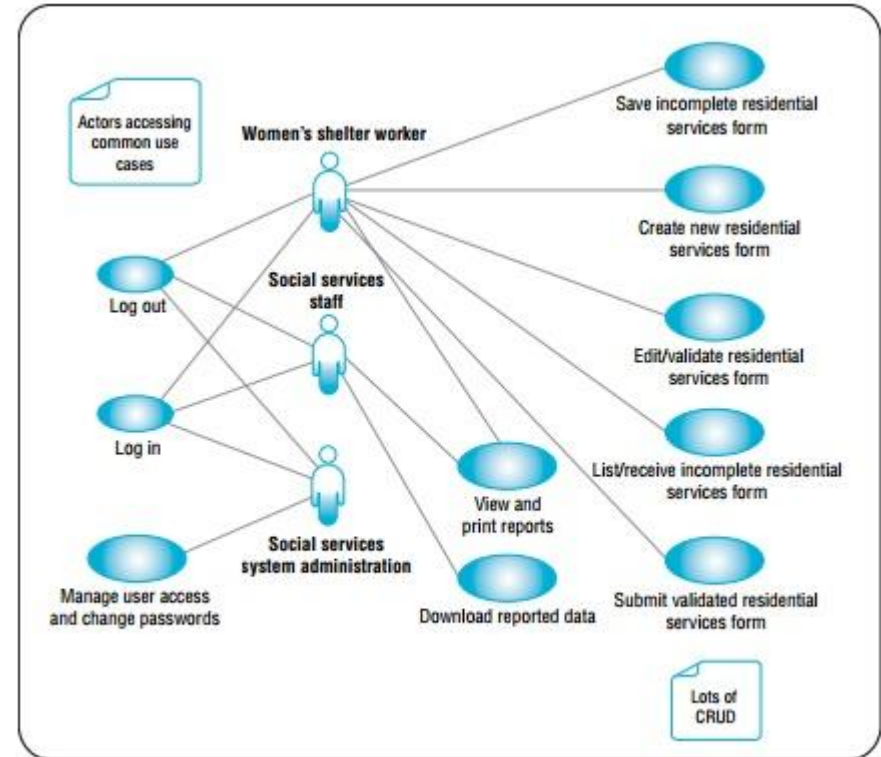 Actors accessing
common use
cases
Women's shelter worker
Save incomplete residential
services form
Create new residential
services form
Social services
staff
Log out
Edit/validate residential
services form
Log in
List/receive incomplete residential
services form
View and
print reports
Social services
system administration
Manage user access
and change passwords
Download reported data
Submit validated residential
services form
Lots of
CRUD